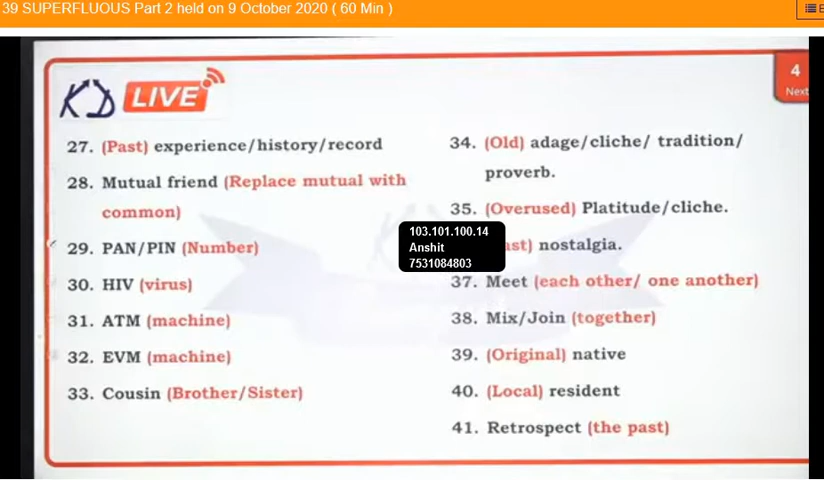 39 SUPERFLUOUS Part 2 held on 9 October 2020 ( 60 Min )
KD LIVE
4
Next
27. (Past) experience/history/record
28. Mutual friend (Replace mutual with
common)
29. PAN/PIN (Number)
30. HIV (virus)
31. ATM (machine)
32. EVM (machine)
33. Cousin (Brother/Sister)
34. (Old) adage/cliche/ tradition/
proverb.
35. (Overused) Platitude/cliche.
103.101.100.14
Anshit
7531084803
nostalgia.
37. Meet (each other/ one another)
38. Mix/Join (together)
39. (Original) native
40. (Local) resident
41. Retrospect (the past)